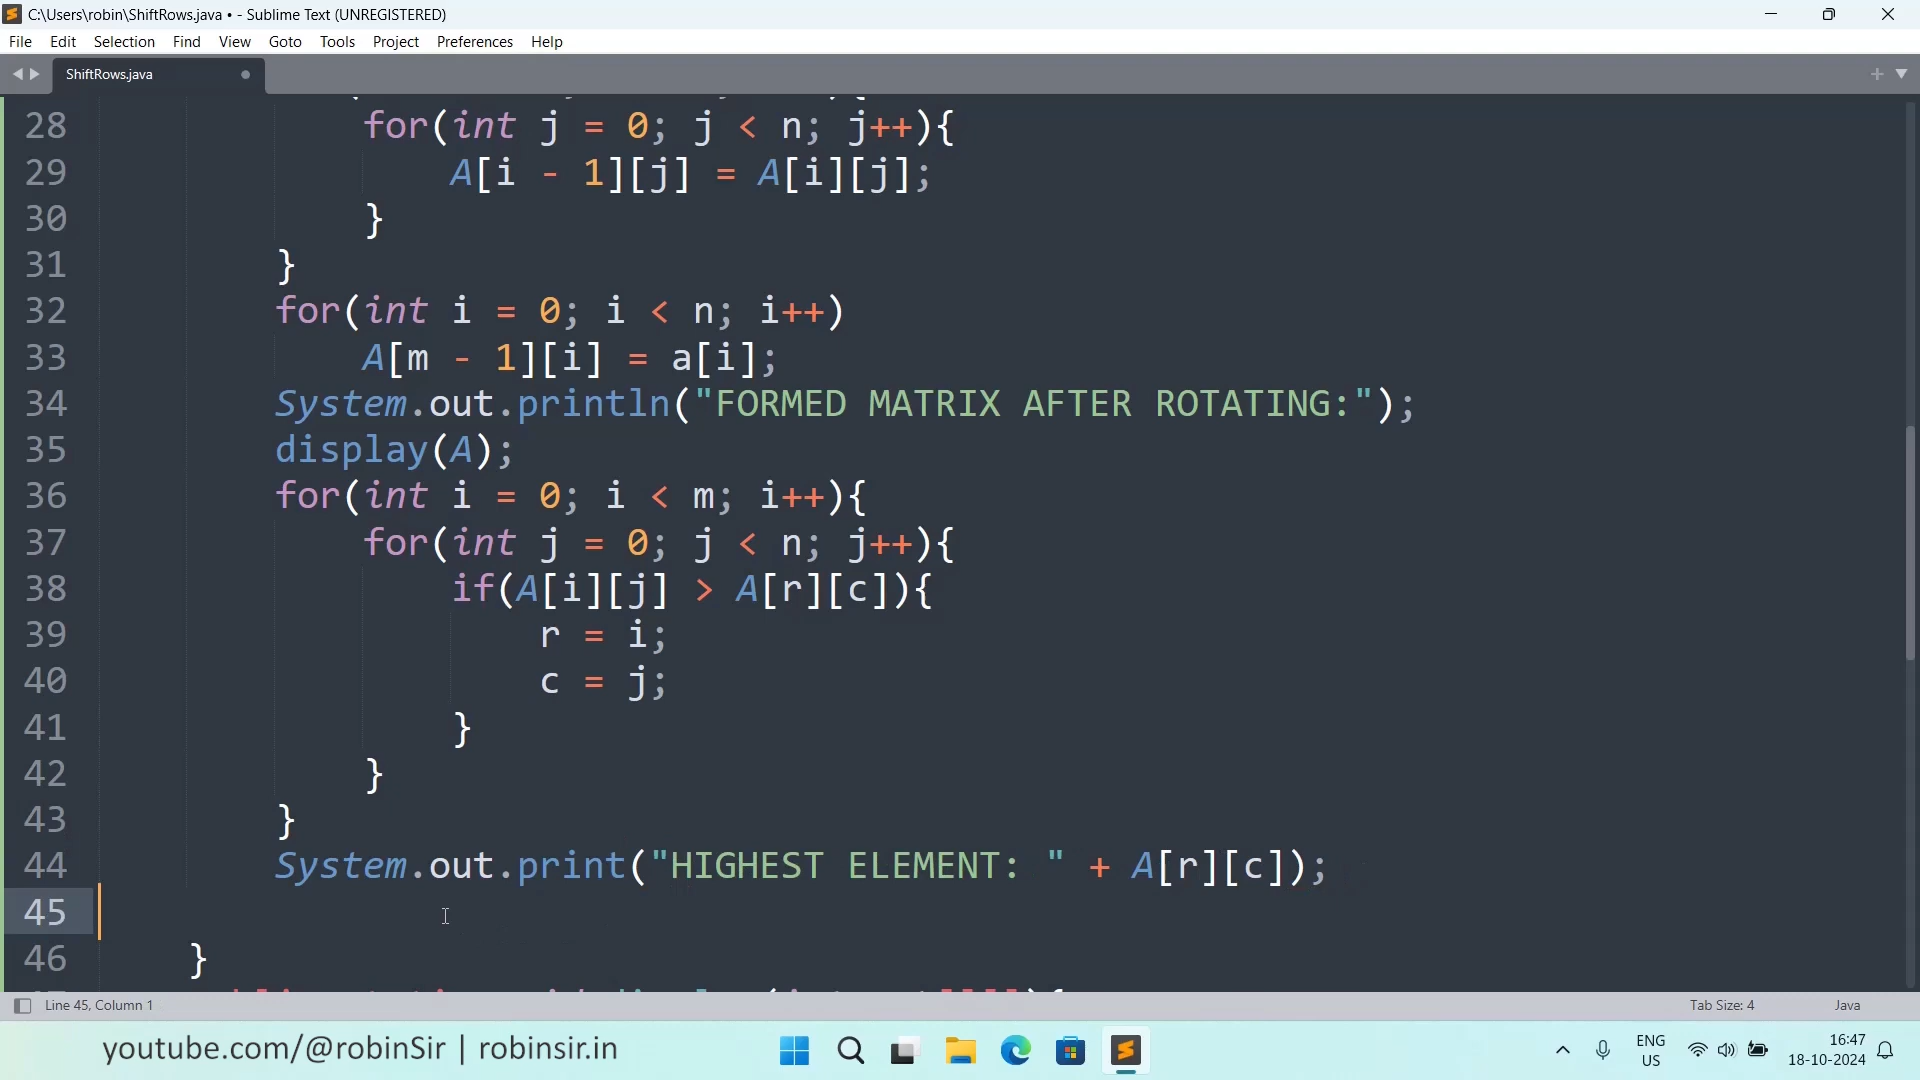 C:\Users\robin\ShiftRows.java • - Sublime Text (UNREGISTERED)
File Edit Selection Find View Goto Tools Project Preferences Help
ShiftRows.java
28 for(int j = 0; j < n; j++){
29 A[i - 1][j] = A[i][j];
30 }
31 }
32 for(int i = 0; i < n; i++)
33 A[m - 1][i] = a[i];
34 System.out.println("FORMED MATRIX AFTER ROTATING:");
35 display(A);
36 for(int i = 0; i < m; i++){
37 for(int j = 0; j < n; j++){
38 if(A[i][j] > A[r][c]){
39 r = i;
40 c = j;
41 }
42 }
43 }
44 System.out.print("HIGHEST ELEMENT: " + A[r][c]);
45
46 }
Line 45, Column 1 Tab Size: 4 Java
youtube.com/@robinSir | robinsir.in
ENG
US
16:47
18-10-2024